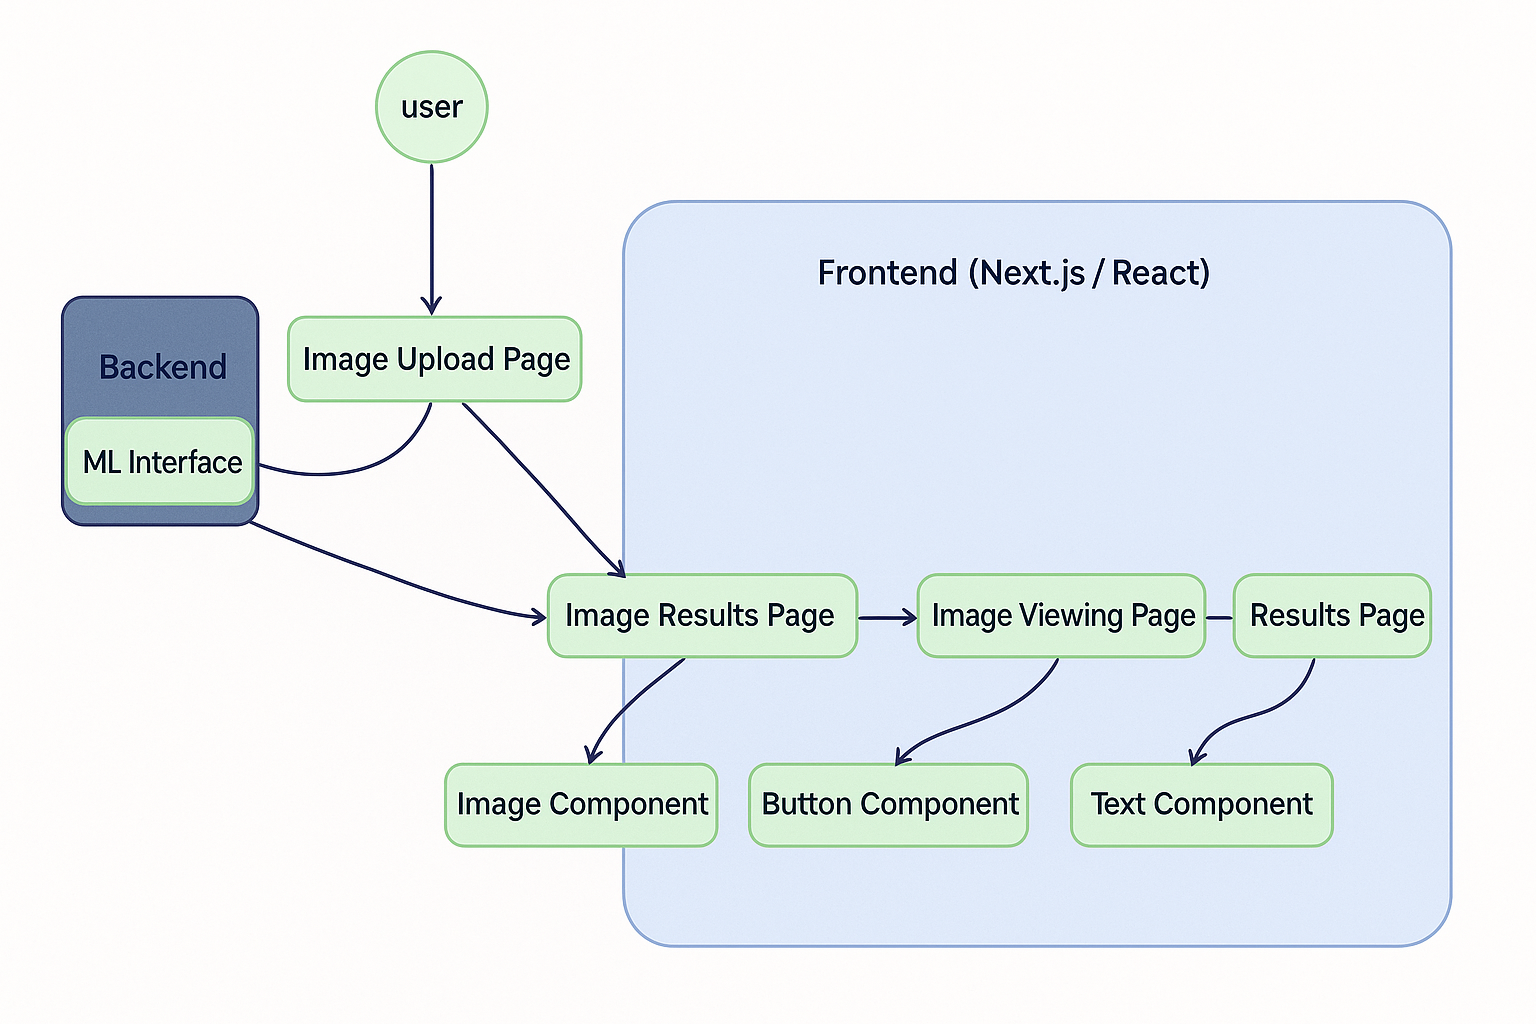 user
Frontend (Next.js / React)
Backend
Image Upload Page
ML Interface
Image Results Page
Image Viewing Page
Results Page
Image Component
Button Component
Text Component